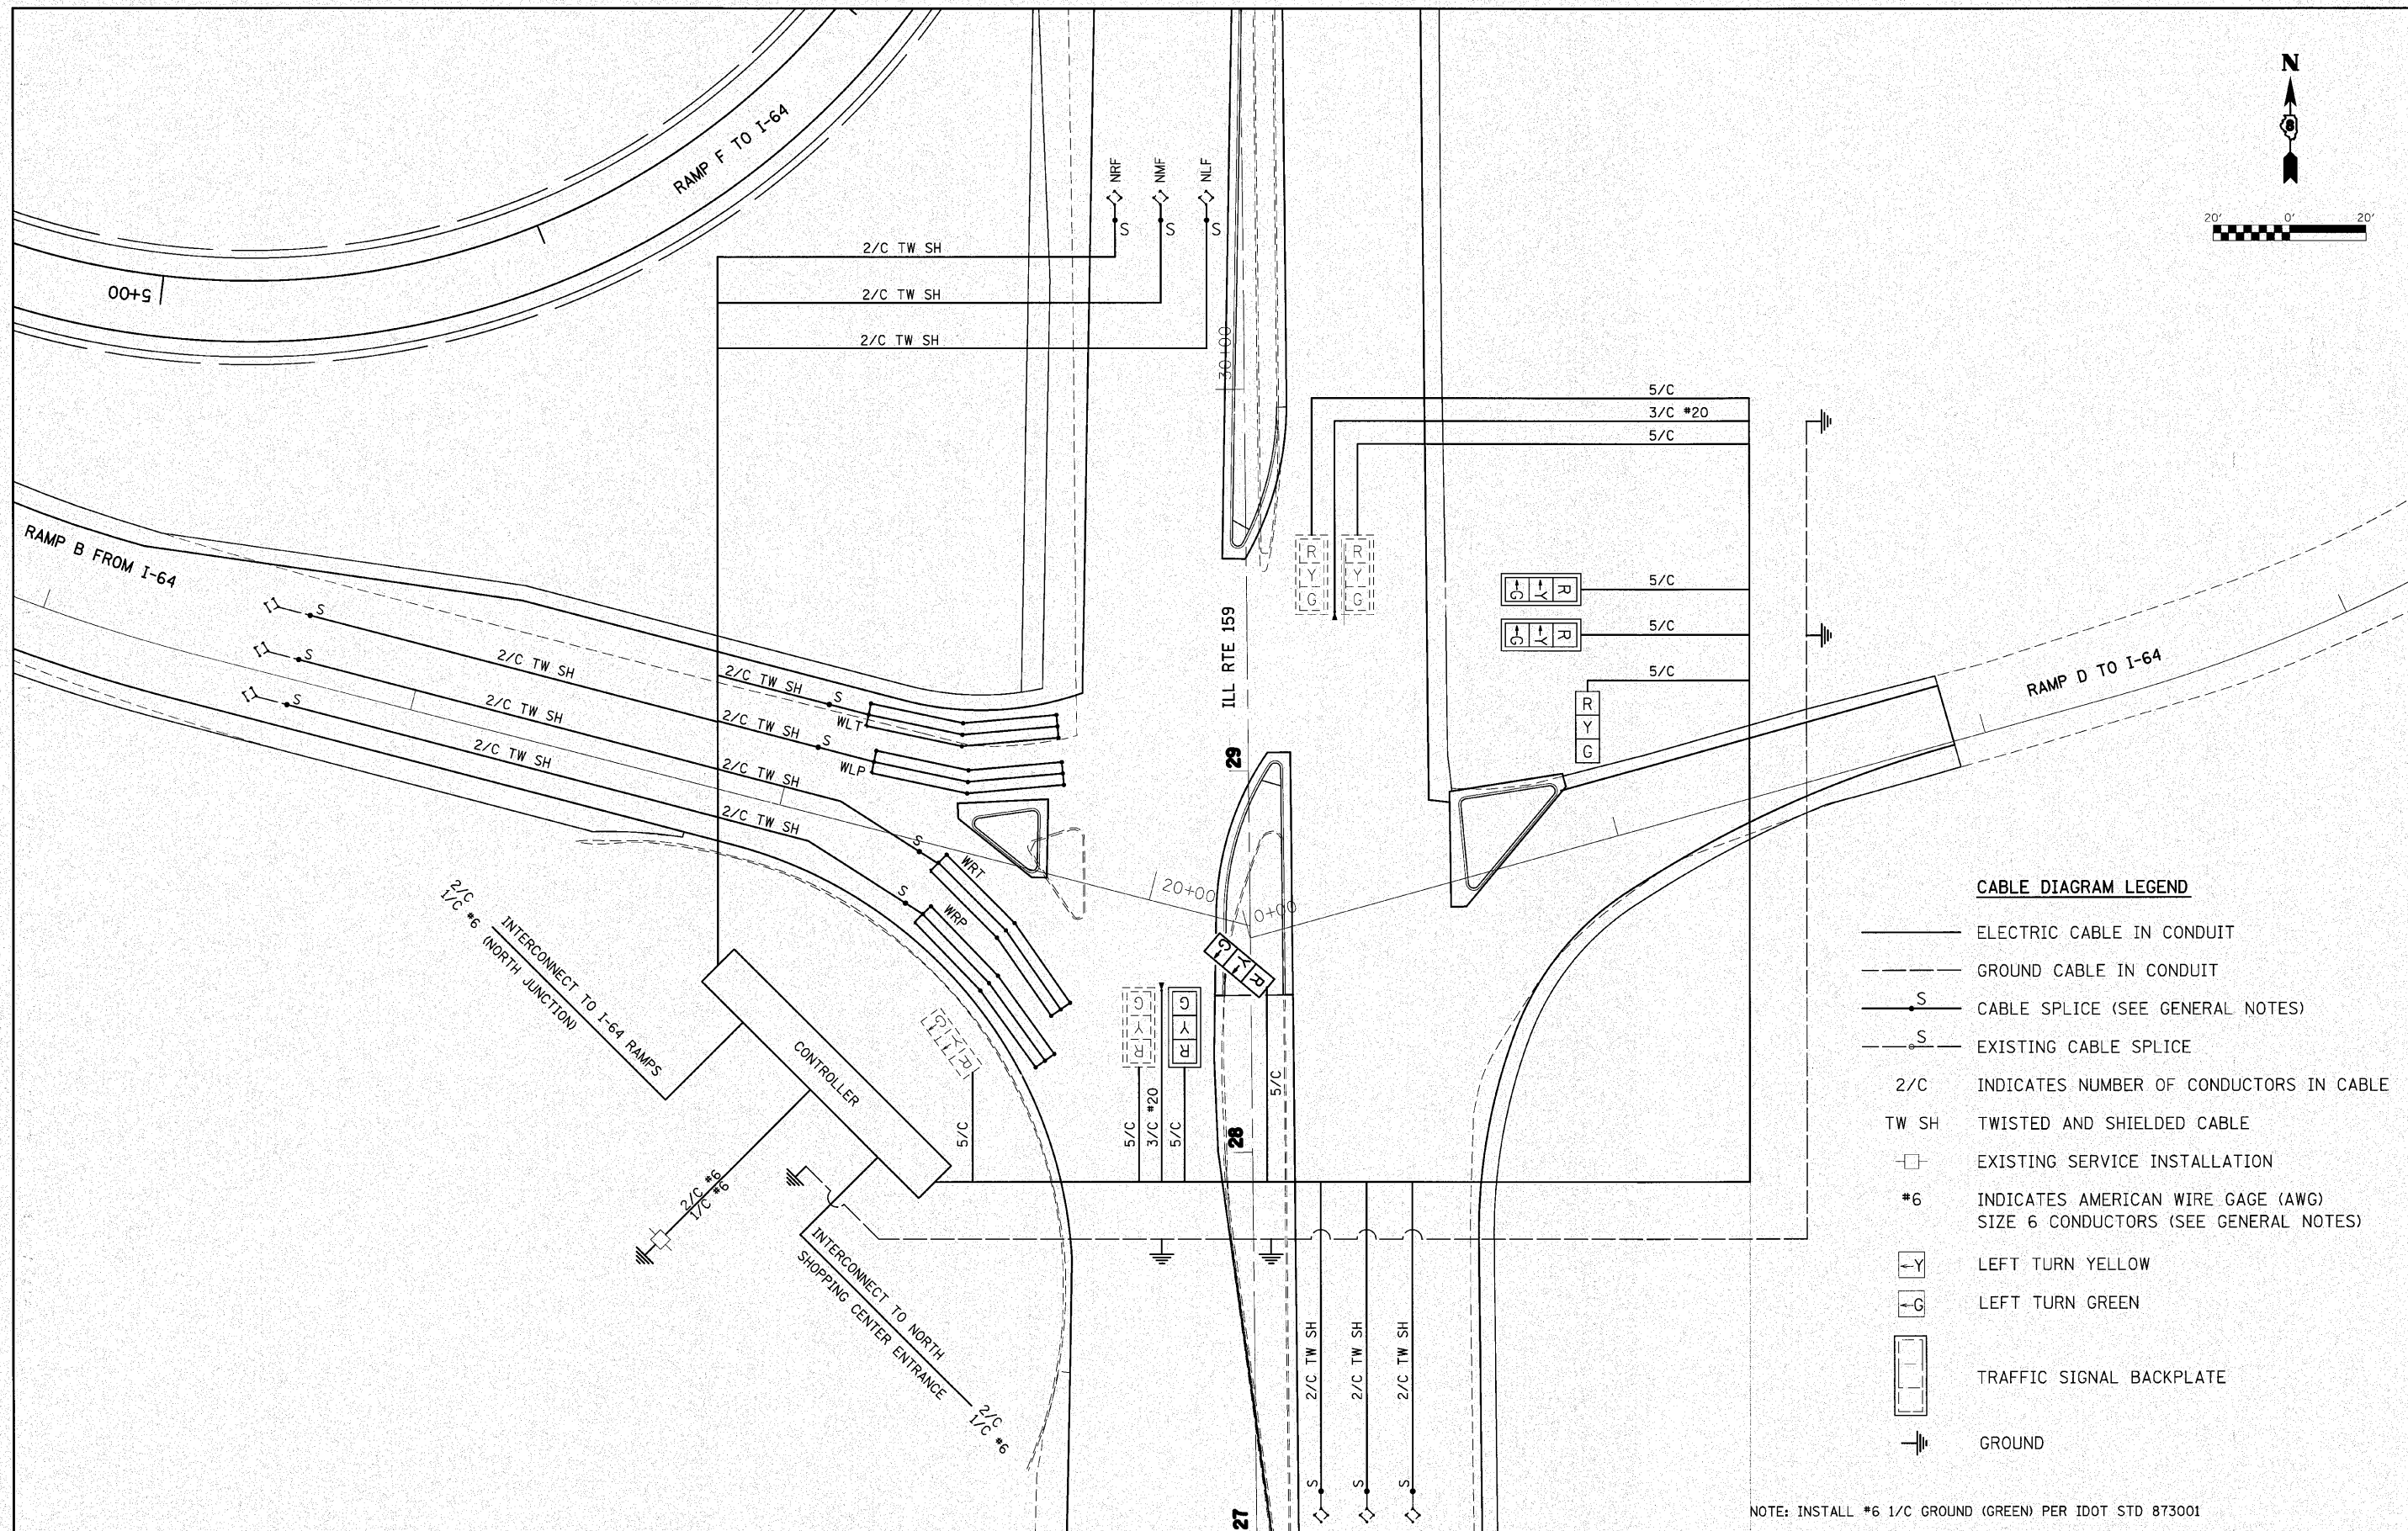 N
8
20'
0'
20'
RAMP F TO I-64
5+00
NRF
NMF
NLF
S
S
S
2/C TW SH
2/C TW SH
2/C TW SH
30+00
5/C
3/C #20
5/C
RAMP B FROM I-64
R
Y
G
R
Y
G
R
←Y
←G
5/C
R
←Y
←G
5/C
5/C
R
Y
G
ILL RTE 159
RAMP D TO I-64
S
S
S
2/C TW SH
2/C TW SH
2/C TW SH
2/C TW SH
S
WLT
2/C TW SH
S
WLP
2/C TW SH
2/C TW SH
29
S
WRT
S
WRP
20+00
0+00
R
←Y
←G
2/C
1/C #6
INTERCONNECT TO I-64 RAMPS
(NORTH JUNCTION)
CONTROLLER
R
←Y
←G
R
Y
G
R
Y
G
5/C
5/C
3/C #20
5/C
5/C
28
2/C #6
1/C #6
INTERCONNECT TO NORTH
SHOPPING CENTER ENTRANCE
2/C
1/C #6
2/C TW SH
2/C TW SH
2/C TW SH
S
S
S
27
CABLE DIAGRAM LEGEND
ELECTRIC CABLE IN CONDUIT
GROUND CABLE IN CONDUIT
S CABLE SPLICE (SEE GENERAL NOTES)
S EXISTING CABLE SPLICE
2/C INDICATES NUMBER OF CONDUCTORS IN CABLE
TW SH TWISTED AND SHIELDED CABLE
EXISTING SERVICE INSTALLATION
#6 INDICATES AMERICAN WIRE GAGE (AWG)
SIZE 6 CONDUCTORS (SEE GENERAL NOTES)
←Y LEFT TURN YELLOW
←G LEFT TURN GREEN
TRAFFIC SIGNAL BACKPLATE
GROUND
NOTE: INSTALL #6 1/C GROUND (GREEN) PER IDOT STD 873001